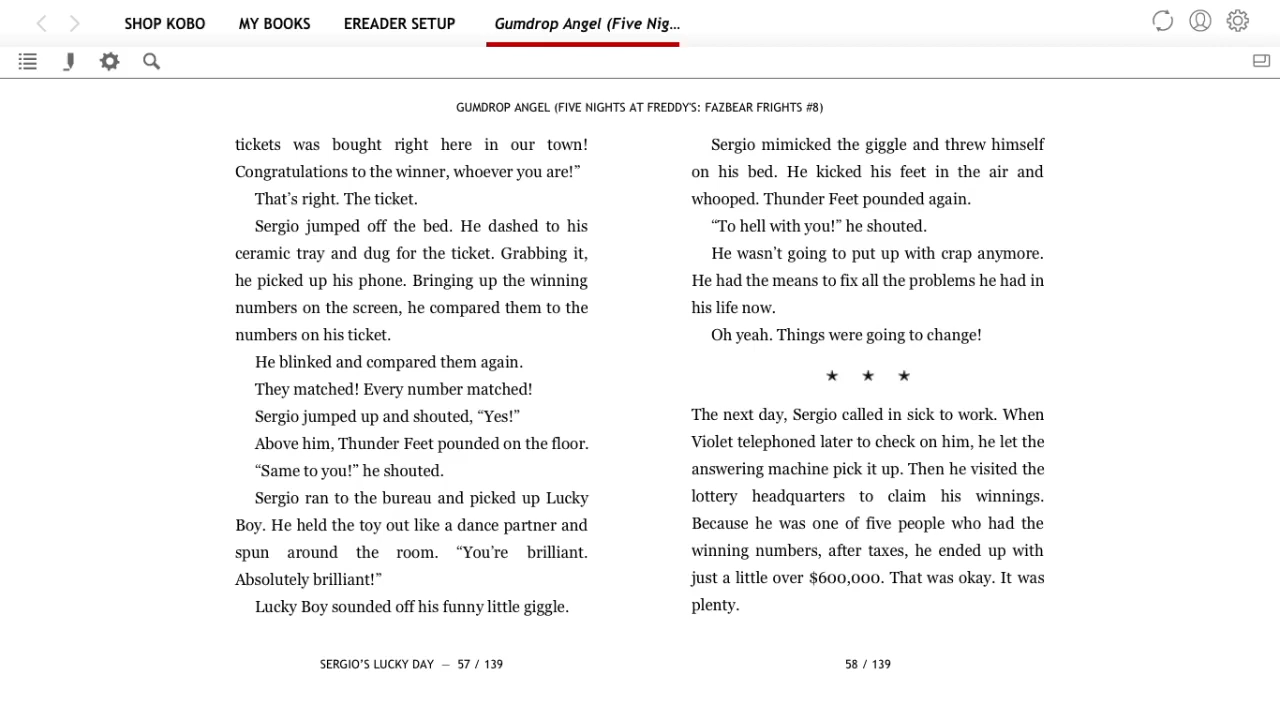 SHOP KOBO
MY BOOKS
EREADER SETUP
Gumdrop Angel (Five Nig...
GUMDROP ANGEL (FIVE NIGHTS AT FREDDY'S: FAZBEAR FRIGHTS #8)
tickets was bought right here in our town!
Congratulations to the winner, whoever you are!”
That’s right. The ticket.
Sergio jumped off the bed. He dashed to his
ceramic tray and dug for the ticket. Grabbing it,
he picked up his phone. Bringing up the winning
numbers on the screen, he compared them to the
numbers on his ticket.
He blinked and compared them again.
They matched! Every number matched!
Sergio jumped up and shouted, “Yes!”
Above him, Thunder Feet pounded on the floor.
“Same to you!” he shouted.
Sergio ran to the bureau and picked up Lucky
Boy. He held the toy out like a dance partner and
spun around the room. “You’re brilliant.
Absolutely brilliant!”
Lucky Boy sounded off his funny little giggle.
SERGIO’S LUCKY DAY — 57 / 139
Sergio mimicked the giggle and threw himself
on his bed. He kicked his feet in the air and
whooped. Thunder Feet pounded again.
“To hell with you!” he shouted.
He wasn’t going to put up with crap anymore.
He had the means to fix all the problems he had in
his life now.
Oh yeah. Things were going to change!
★ ★ ★
The next day, Sergio called in sick to work. When
Violet telephoned later to check on him, he let the
answering machine pick it up. Then he visited the
lottery headquarters to claim his winnings.
Because he was one of five people who had the
winning numbers, after taxes, he ended up with
just a little over $600,000. That was okay. It was
plenty.
58 / 139